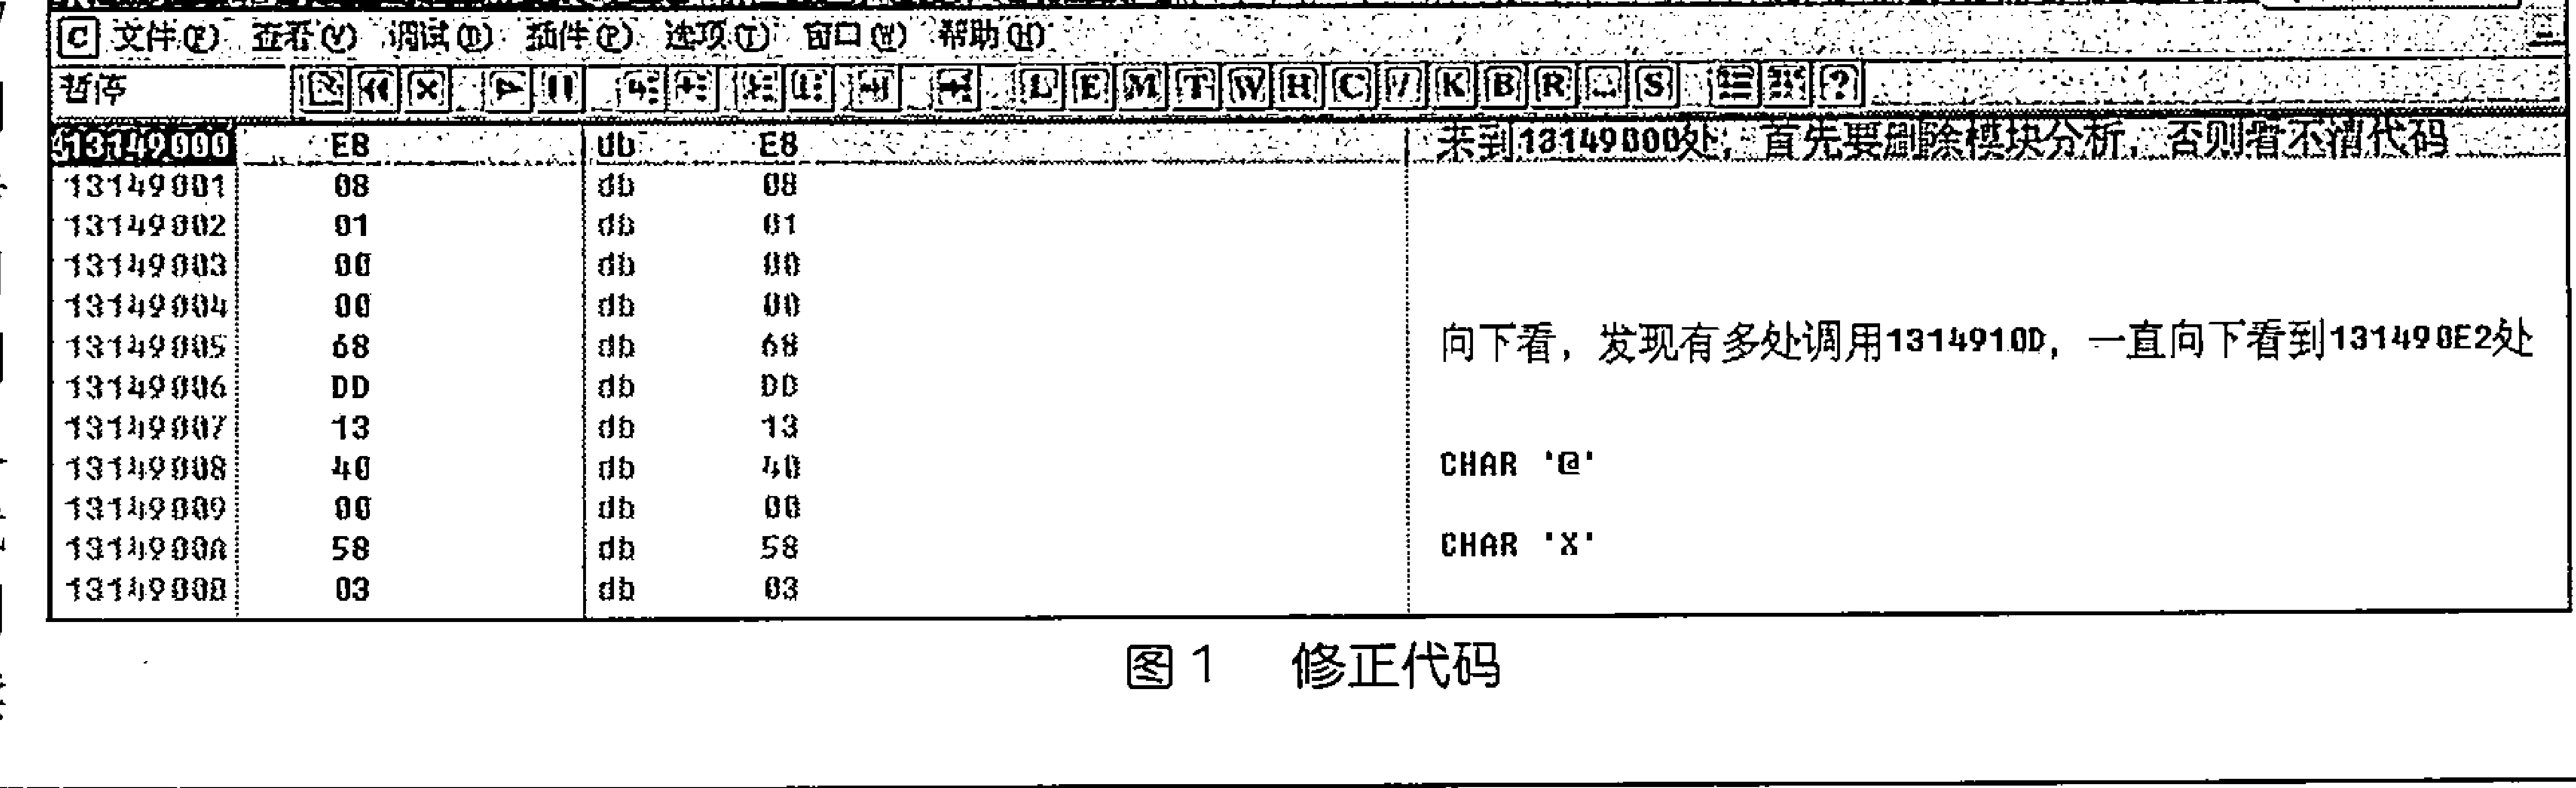 C 文件(F) 查看(V) 调试(D) 插件(P) 选项(T) 窗口(W) 帮助(H)
暂停 L E M T W H C / K B R ... S ?
13149000 E8 db E8 来到13149000处，首先要删除模块分析，否则看不清代码
13149001 08 db 08
13149002 01 db 01
13149003 00 db 00
13149004 00 db 00
13149005 68 db 68 向下看，发现有多处调用1314910D，一直向下看到131490E2处
13149006 DD db DD
13149007 13 db 13
13149008 40 db 40 CHAR '@'
13149009 00 db 00
1314900A 58 db 58 CHAR 'X'
1314900B 03 db 03
图1 修正代码